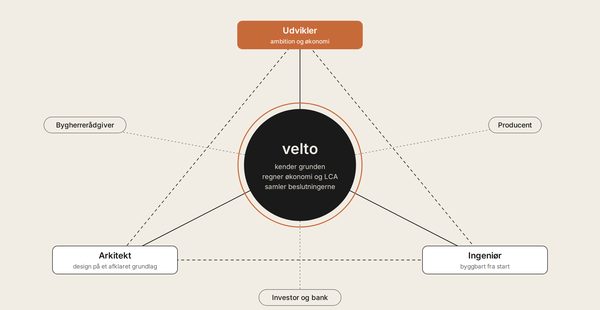 Udvikler
ambition og økonomi
Bygherrerådgiver
Producent
velto
kender grunden
regner økonomi og LCA
samler beslutningerne
Arkitekt
design på et afklaret grundlag
Ingeniør
byggbart fra start
Investor og bank